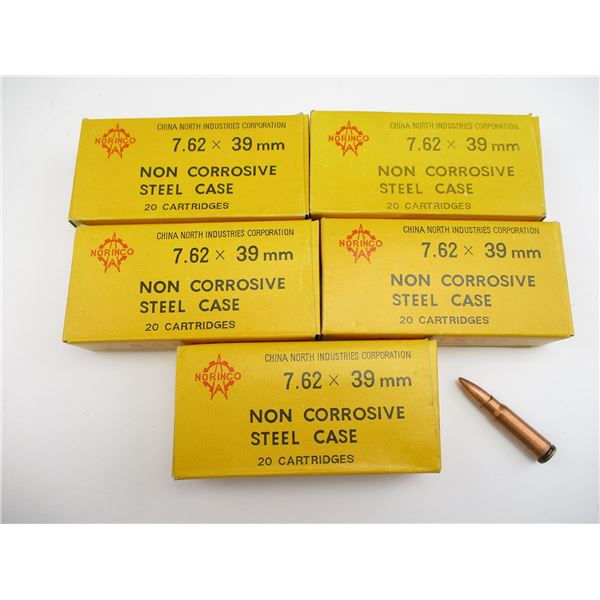 NORINCO
CHINA NORTH INDUSTRIES CORPORATION
7.62 × 39 mm
NON CORROSIVE
STEEL CASE
20 CARTRIDGES
NORINCO
CHINA NORTH INDUSTRIES CORPORATION
7.62 × 39 mm
NON CORROSIVE
STEEL CASE
20 CARTRIDGES
NORINCO
CHINA NORTH INDUSTRIES CORPORATION
7.62 × 39 mm
NON CORROSIVE
STEEL CASE
20 CARTRIDGES
NORINCO
CHINA NORTH INDUSTRIES CORPORATION
7.62 × 39 mm
NON CORROSIVE
STEEL CASE
20 CARTRIDGES
NORINCO
CHINA NORTH INDUSTRIES CORPORATION
7.62 × 39 mm
NON CORROSIVE
STEEL CASE
20 CARTRIDGES